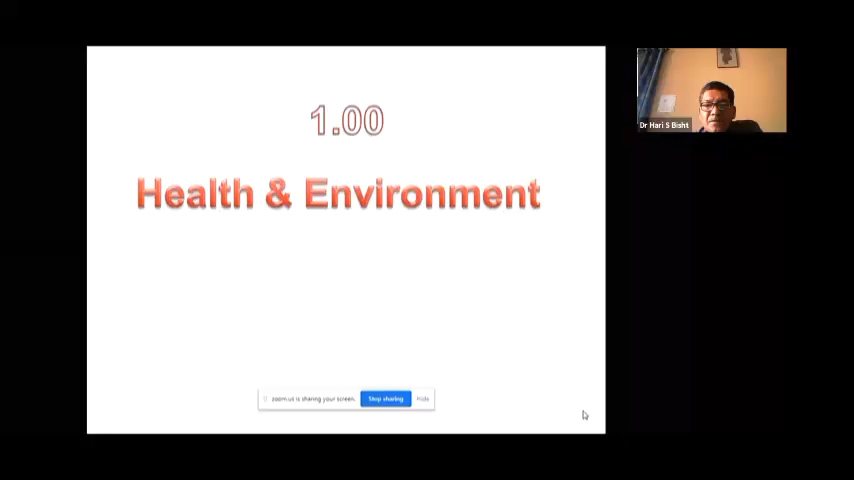 1.00
Health & Environment
Dr Hari S Bisht
zoom.us is sharing your screen.
Stop sharing
Hide